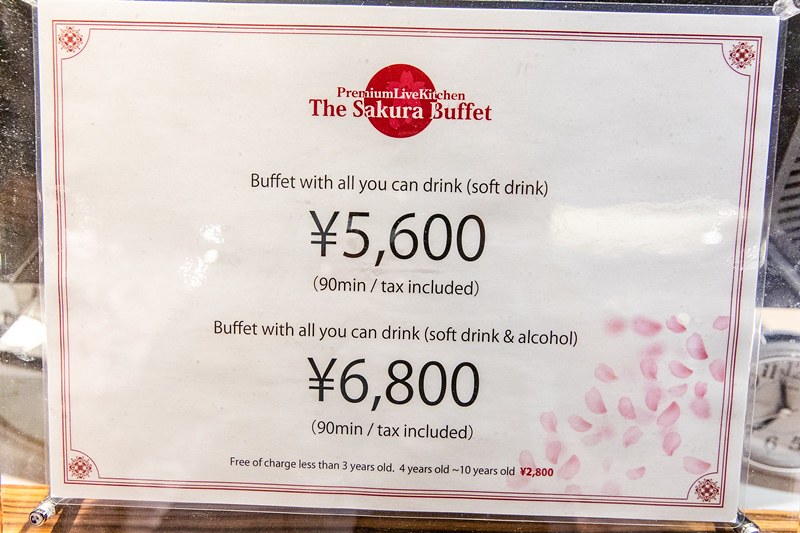 PremiumLiveKitchen
The Sakura Buffet
Buffet with all you can drink (soft drink)
¥5,600
(90min / tax included)
Buffet with all you can drink (soft drink & alcohol)
¥6,800
(90min / tax included)
Free of charge less than 3 years old. 4 years old ~10 years old ¥2,800